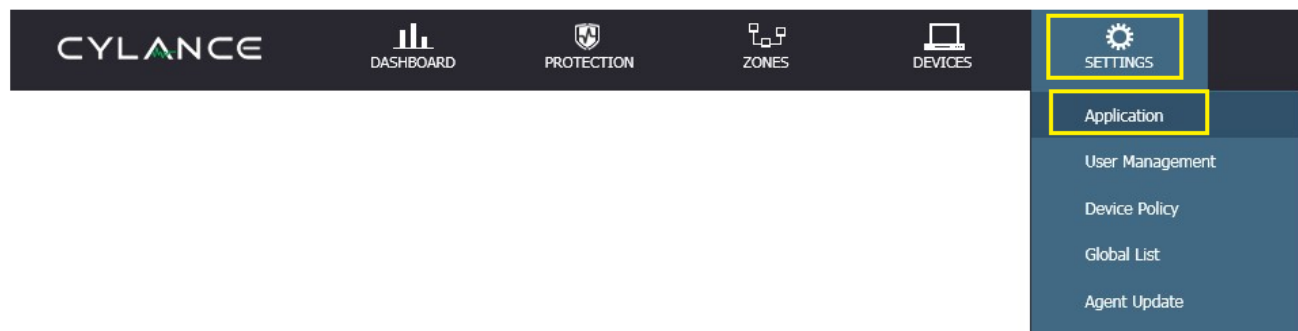 CYLANCE
DASHBOARD PROTECTION ZONES DEVICES SETTINGS
Application
User Management
Device Policy
Global List
Agent Update